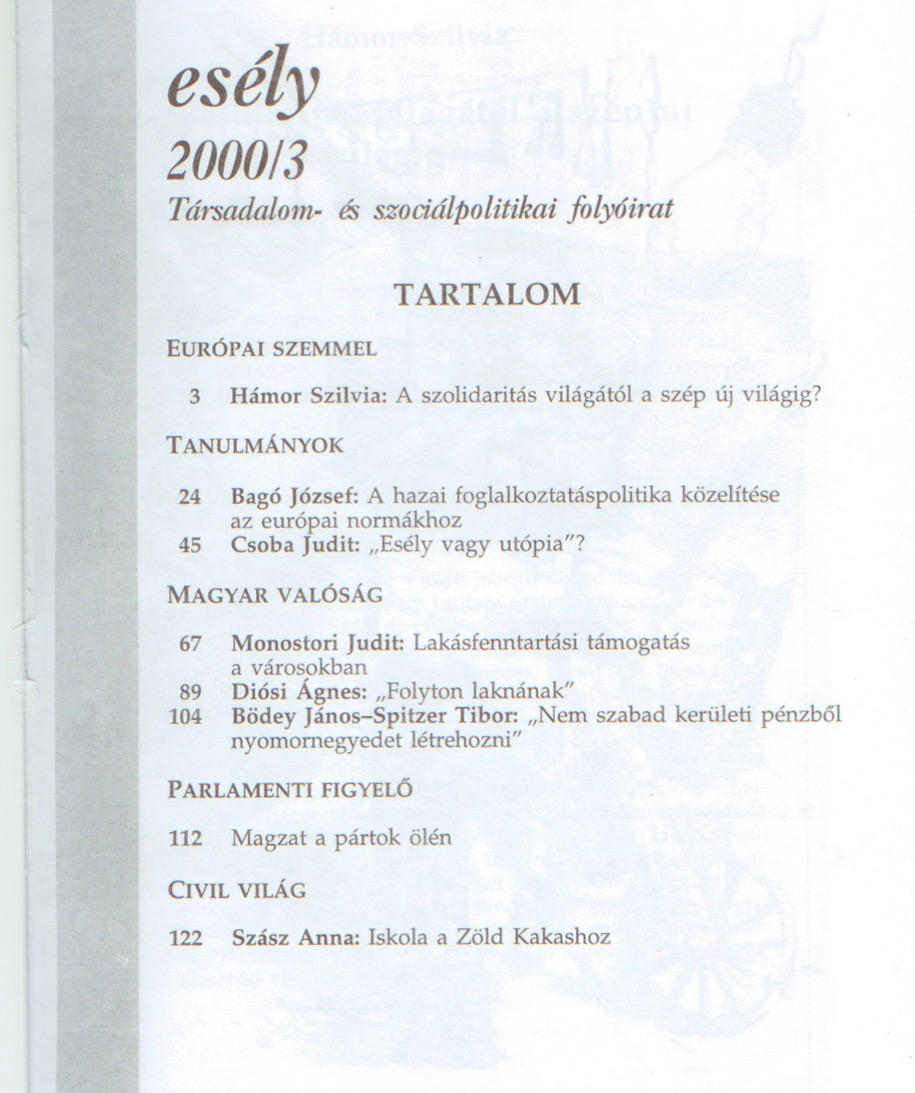 esély
2000/3
Társadalom- és szociálpolitikai folyóirat
TARTALOM
EURÓPAI SZEMMEL
3 Hámor Szilvia: A szolidaritás világától a szép új világig?
TANULMÁNYOK
24 Bagó József: A hazai foglalkoztatáspolitika közelítése
az európai normákhoz
45 Csoba Judit: „Esély vagy utópia”?
MAGYAR VALÓSÁG
67 Monostori Judit: Lakásfenntartási támogatás
a városokban
89 Diósi Ágnes: „Folyton laknának”
104 Bödey János–Spitzer Tibor: „Nem szabad kerületi pénzből
nyomornegyedet létrehozni”
PARLAMENTI FIGYELŐ
112 Magzat a pártok ölén
CIVIL VILÁG
122 Szász Anna: Iskola a Zöld Kakashoz